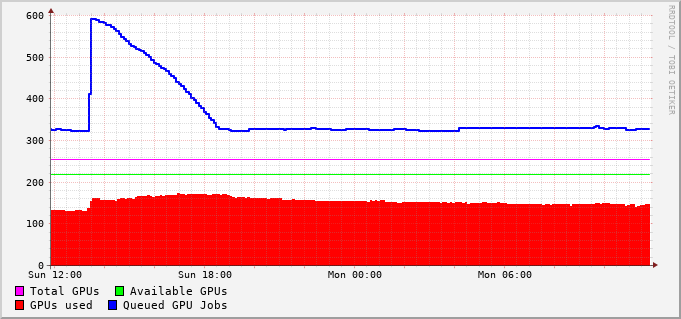 600
500
400
300
200
100
0
Sun 12:00 Sun 18:00 Mon 00:00 Mon 06:00
Total GPUs Available GPUs
GPUs used Queued GPU Jobs
RRDTOOL / TOBI OETIKER